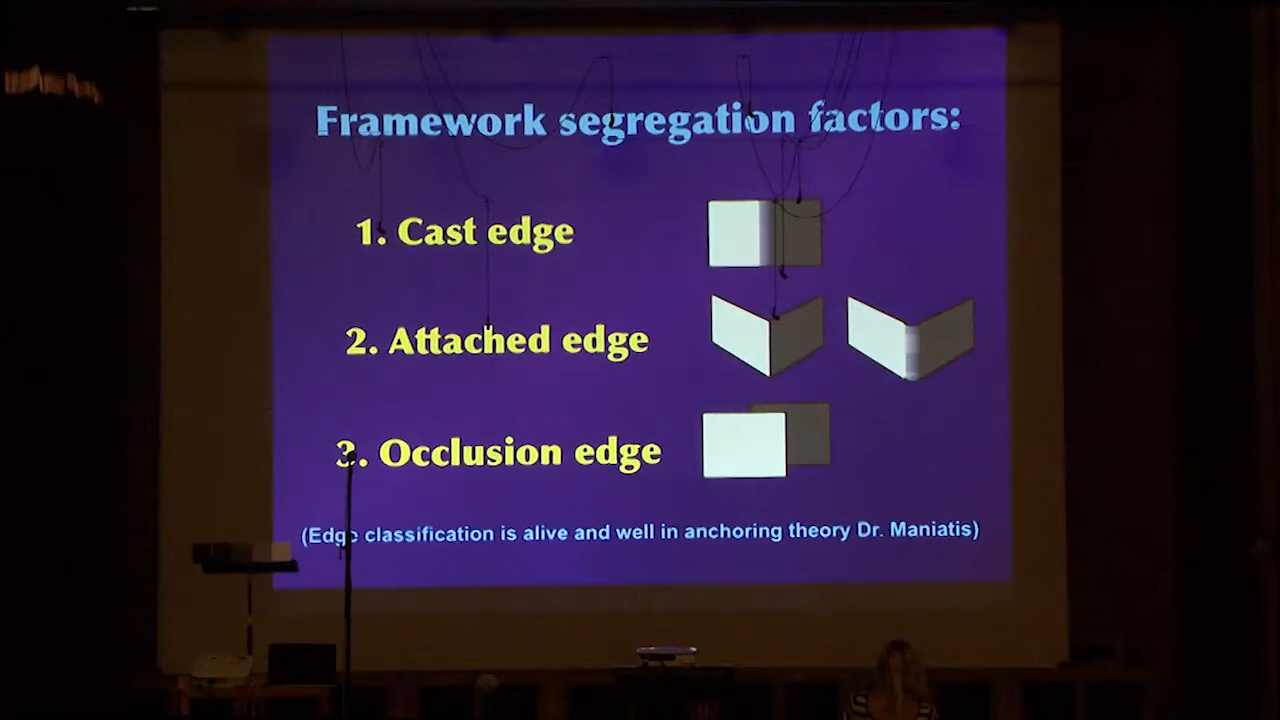 Framework segregation factors:
1. Cast edge
2. Attached edge
3. Occlusion edge
(Edge classification is alive and well in anchoring theory Dr. Maniatis)